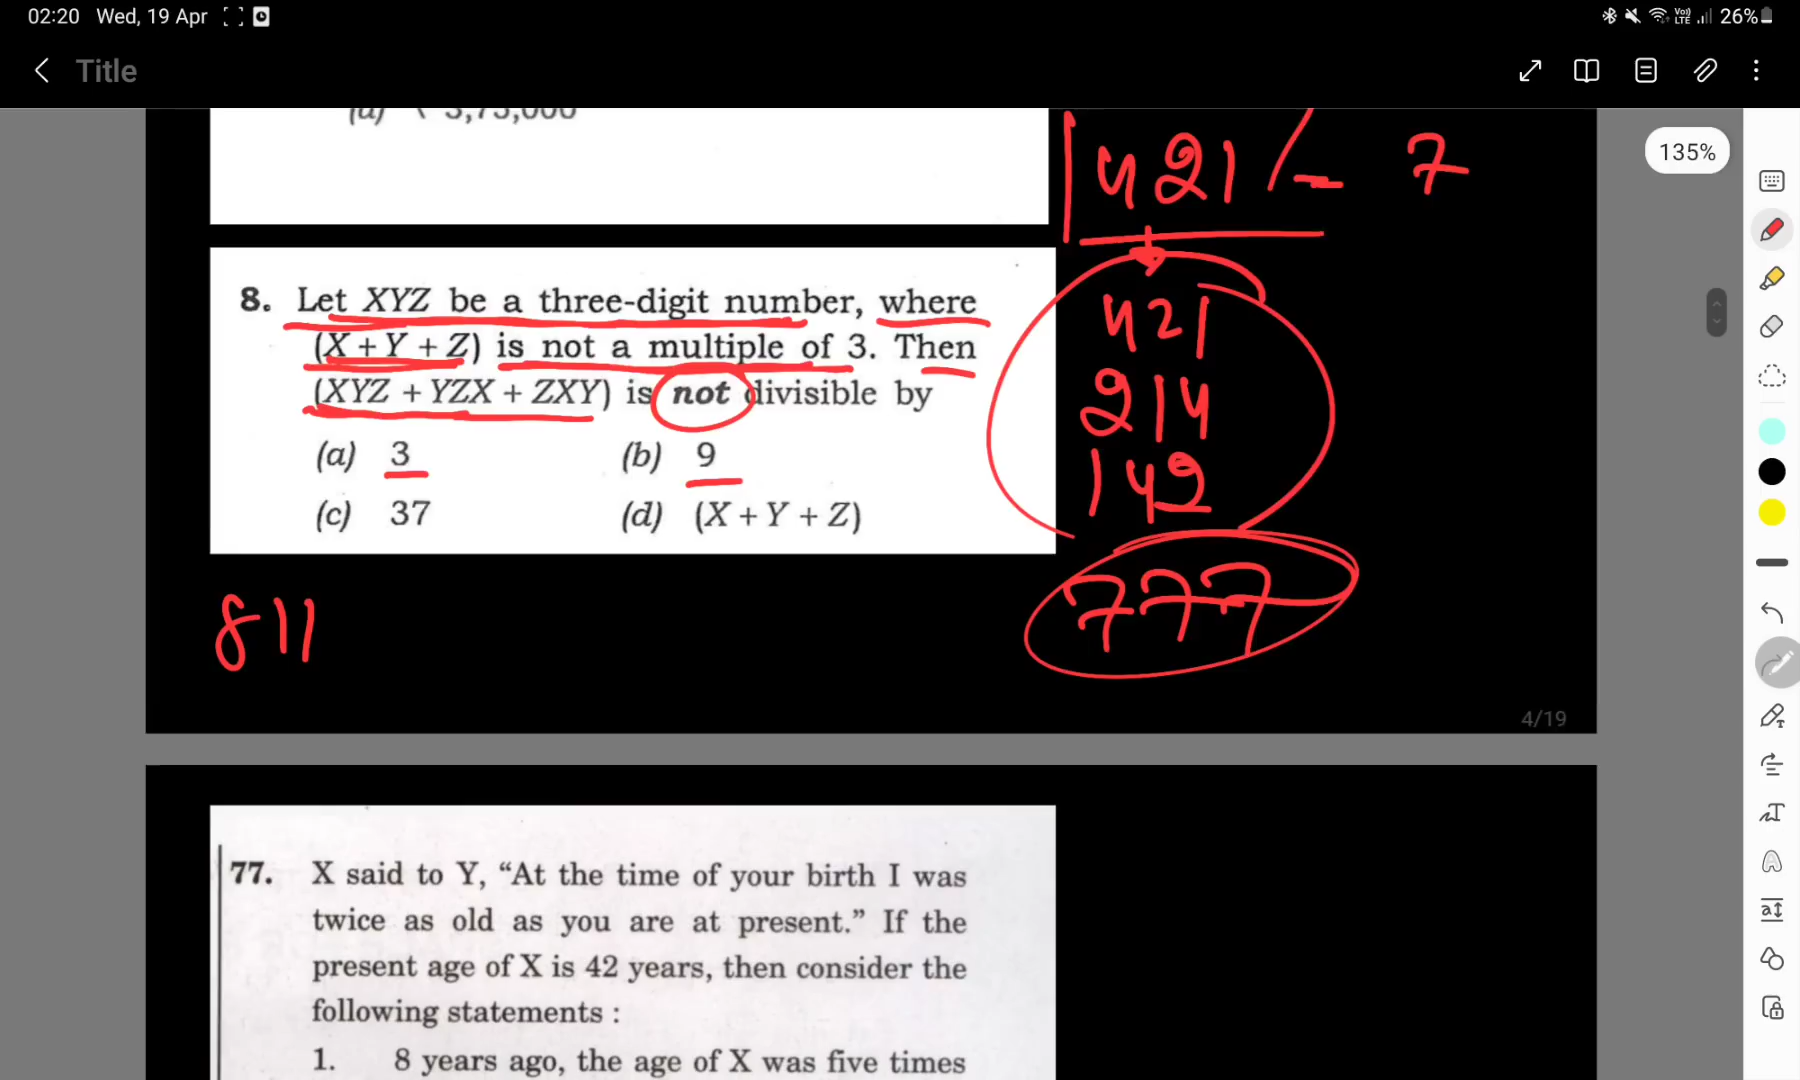 02:20 Wed, 19 Apr
26%
Title
(d) ₹ 3,75,000
421 - 7
135%
8. Let XYZ be a three-digit number, where
(X + Y + Z) is not a multiple of 3. Then
(XYZ + YZX + ZXY) is not divisible by
(a) 3 (b) 9
(c) 37 (d) (X + Y + Z)
421
214
142
777
811
4/19
77. X said to Y, “At the time of your birth I was
twice as old as you are at present.” If the
present age of X is 42 years, then consider the
following statements :
1. 8 years ago, the age of X was five times